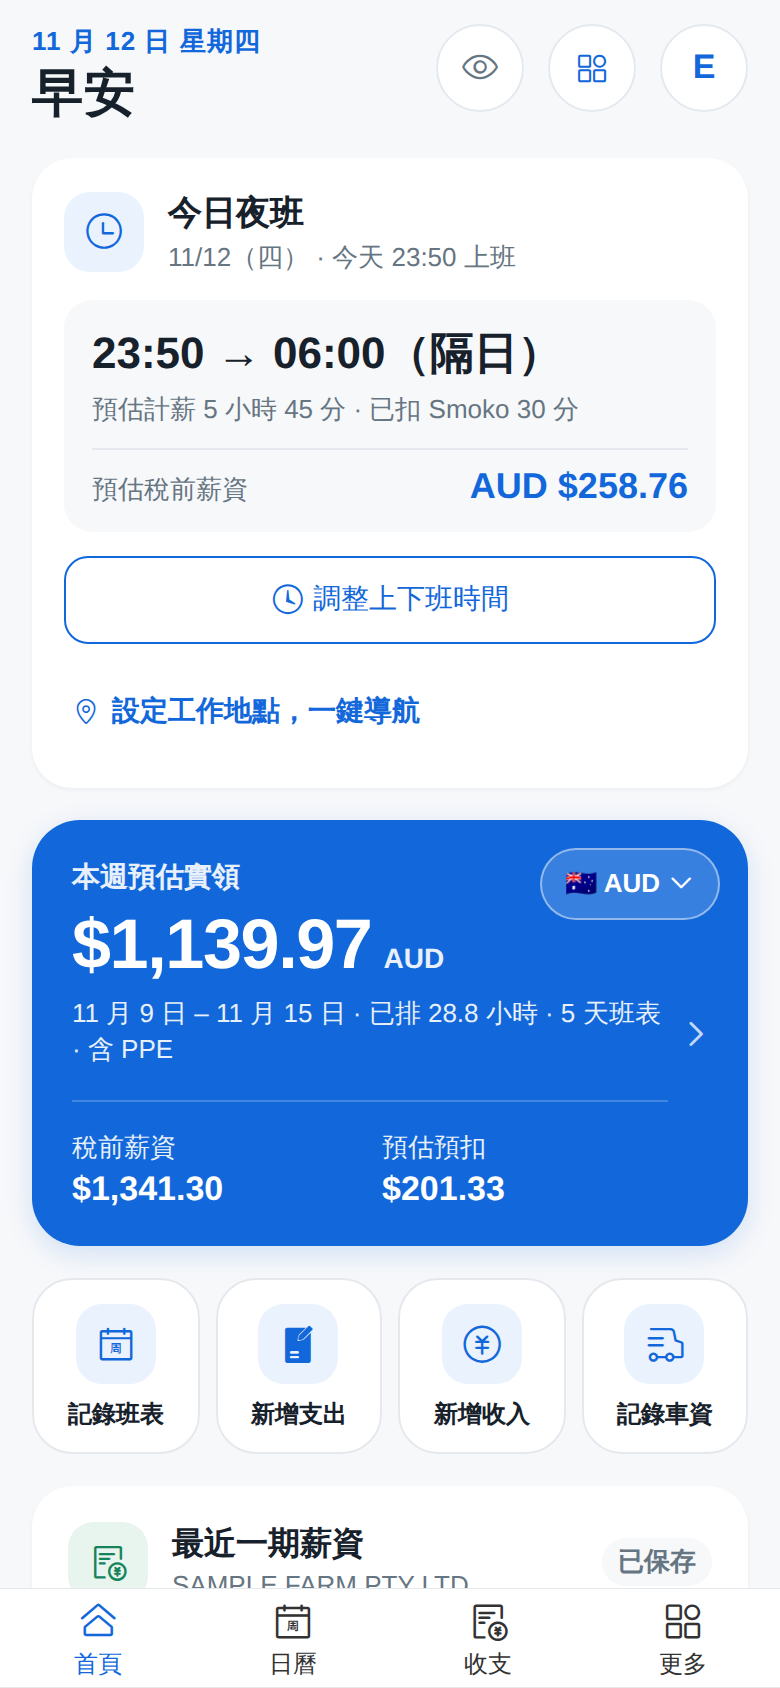 11 月 12 日 星期四
早安
E
今日夜班
11/12（四） · 今天 23:50 上班
23:50 → 06:00（隔日）
預估計薪 5 小時 45 分 · 已扣 Smoko 30 分
預估稅前薪資
AUD $258.76
調整上下班時間
設定工作地點，一鍵導航
本週預估實領
AUD
$1,139.97 AUD
11 月 9 日 – 11 月 15 日 · 已排 28.8 小時 · 5 天班表
· 含 PPE
稅前薪資
預估預扣
$1,341.30
$201.33
周
記錄班表
新增支出
新增收入
記錄車資
最近一期薪資
SAMPLE FARM PTY LTD
已保存
首頁
周
日曆
收支
更多